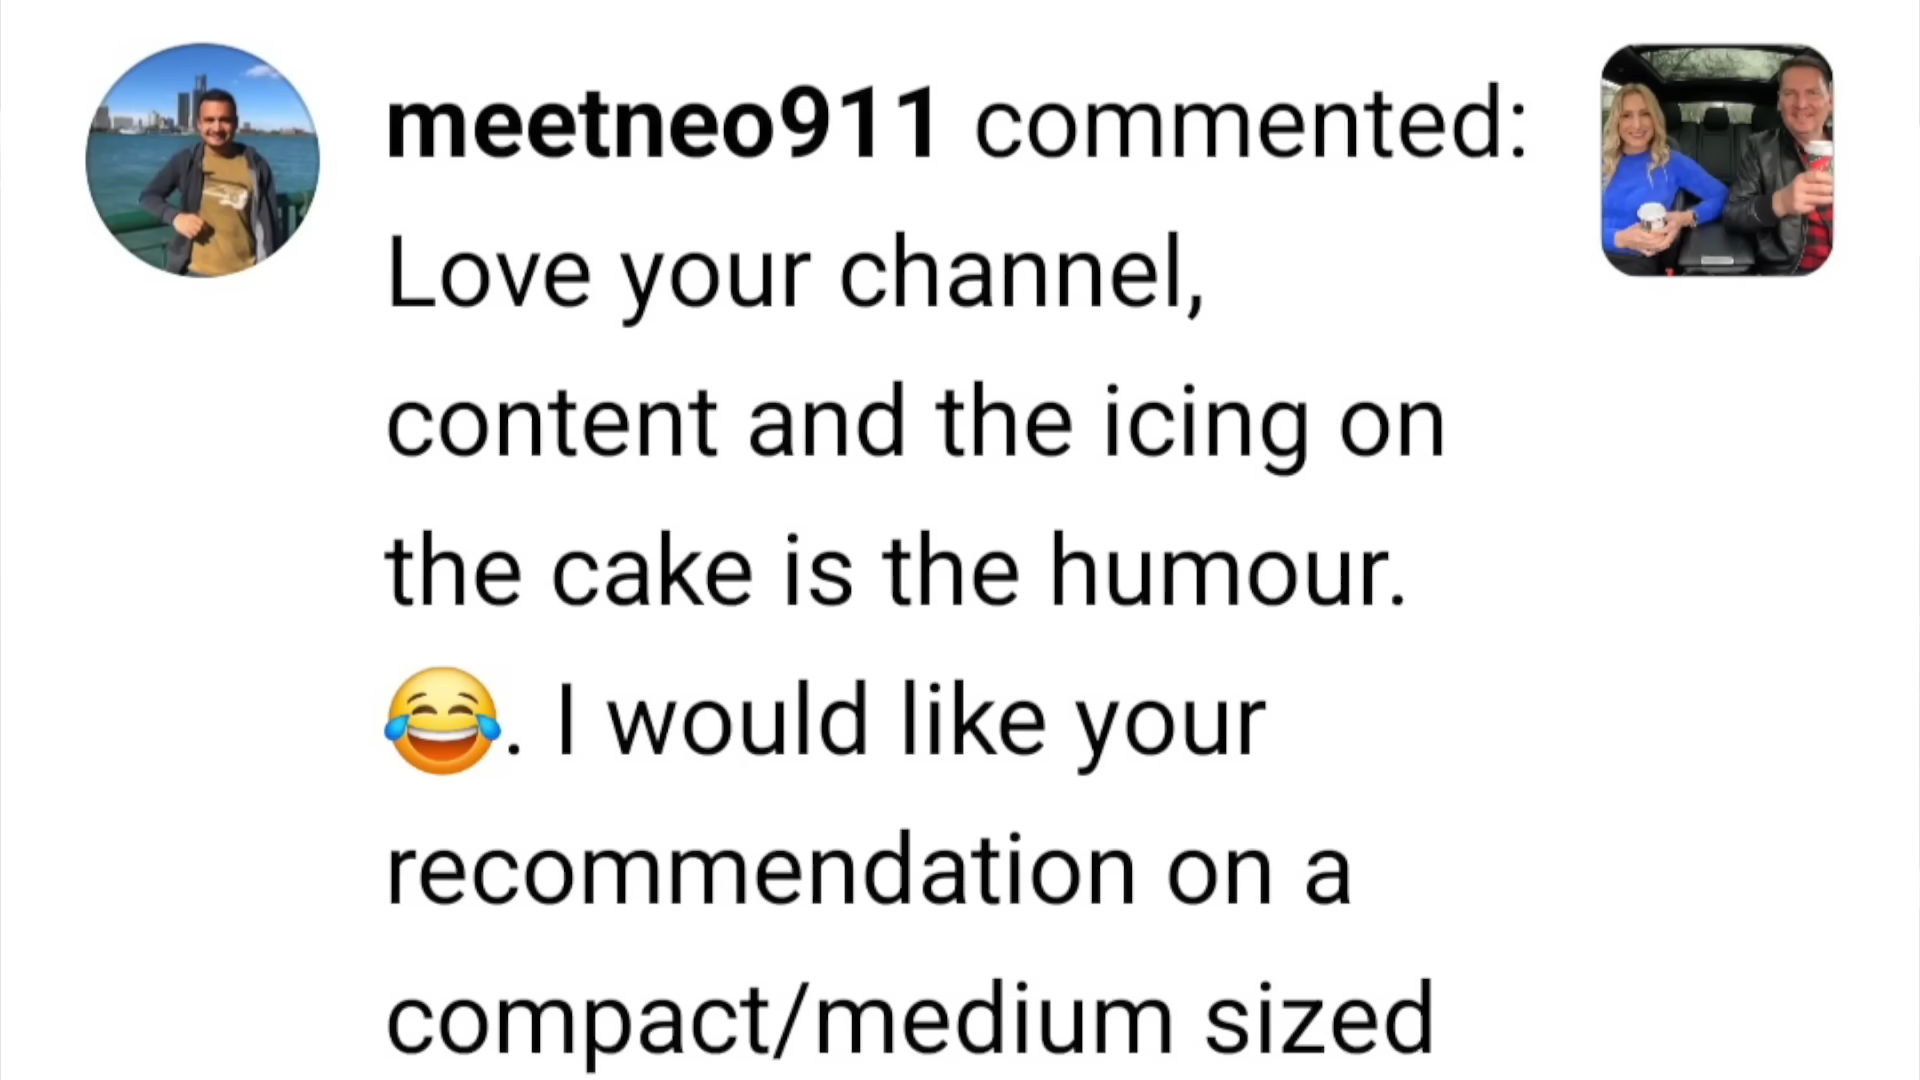 meetneo911 commented:
Love your channel,
content and the icing on
the cake is the humour.
😂. I would like your
recommendation on a
compact/medium sized